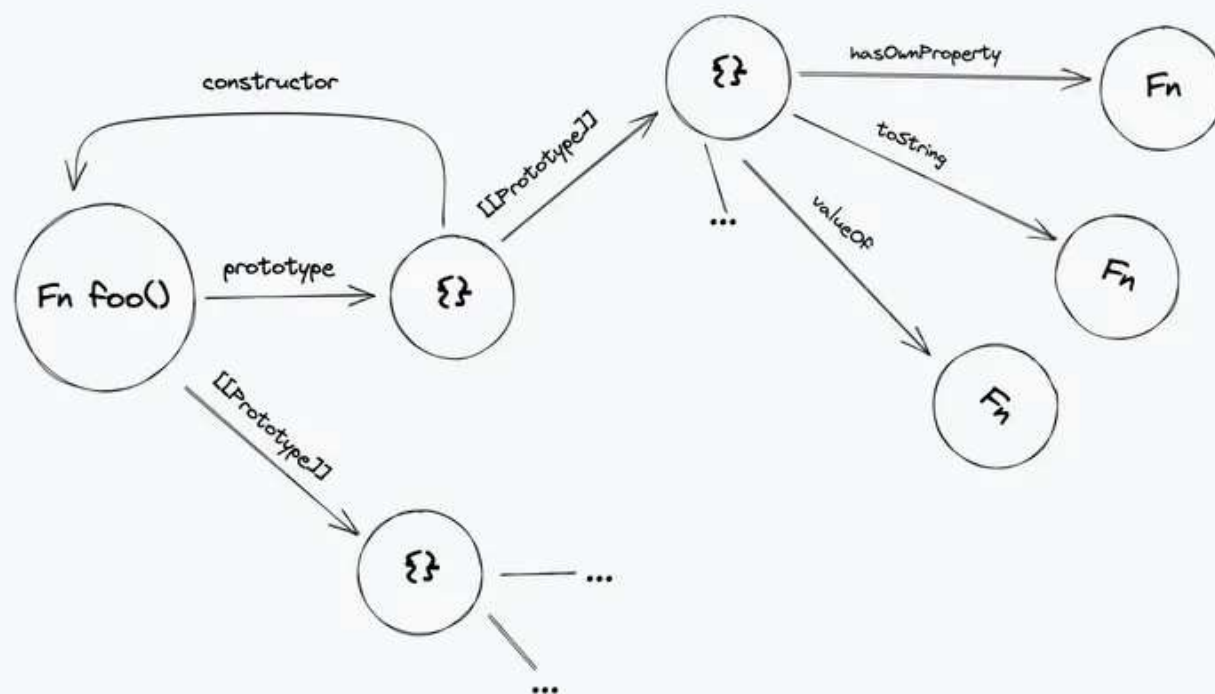 constructor
{}
hasOwnProperty
Fn
[[Prototype]]
toString
...
valueOf
Fn foo()
prototype
{}
Fn
Fn
[[Prototype]]
{}
...
...